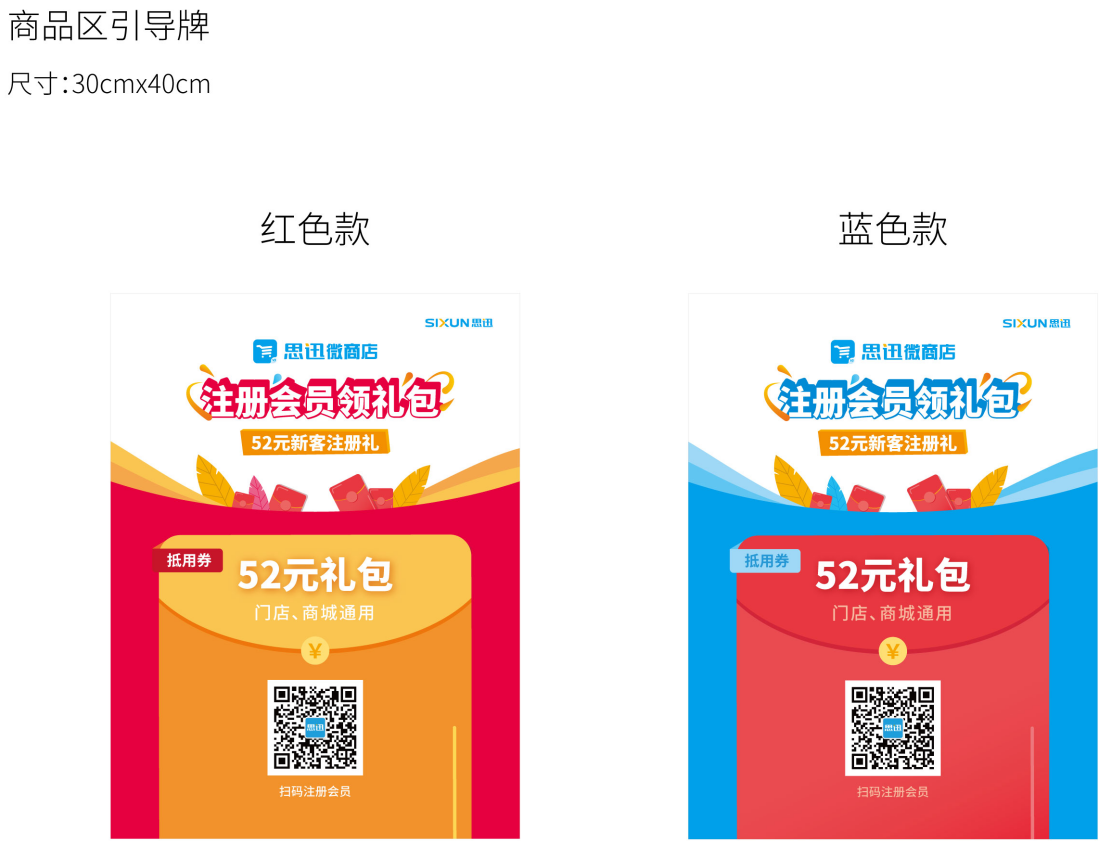 商品区引导牌
尺寸:30cmx40cm
红色款
SIXUN思迅
思迅微商店
注册会员领礼包
52元新客注册礼
抵用券
52元礼包
门店、商城通用
¥
思迅
扫码注册会员
蓝色款
SIXUN思迅
思迅微商店
注册会员领礼包
52元新客注册礼
抵用券
52元礼包
门店、商城通用
¥
思迅
扫码注册会员